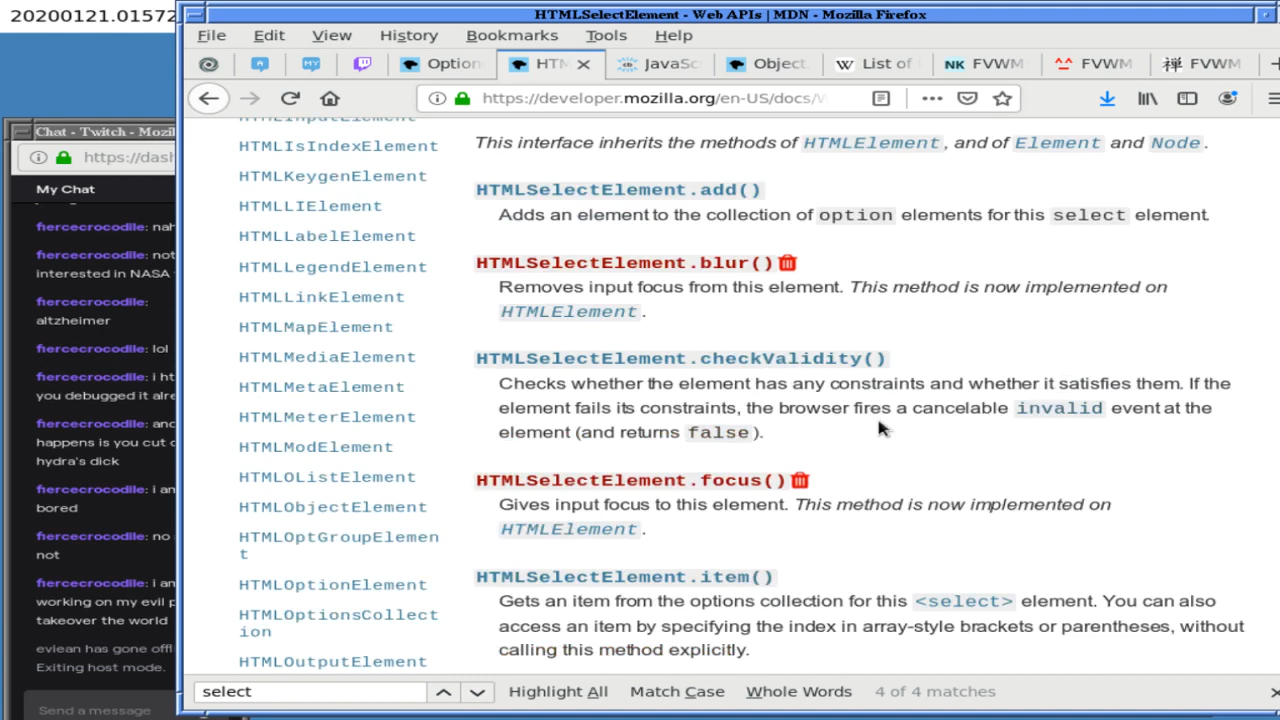 20200121.01572
HTMLSelectElement - Web APIs | MDN - Mozilla Firefox
File Edit View History Bookmarks Tools Help
Option HTM JavaSc Object. List of FVWM FVWM FVWM
https://developer.mozilla.org/en-US/docs/W
Chat - Twitch - Mozil
https://dash
My Chat
fiercecrocodile: nah
fiercecrocodile: not
interested in NASA
fiercecrocodile:
altzheimer
fiercecrocodile: lol
fiercecrocodile: i ht
you debugged it alre
fiercecrocodile: and
happens is you cut o
hydra's dick
fiercecrocodile: i am
bored
fiercecrocodile: no
not
fiercecrocodile: i am
working on my evil p
takeover the world
evlean has gone offl
Exiting host mode.
Send a message
HTMLInputElement
HTMLIsIndexElement
HTMLKeygenElement
HTMLLIElement
HTMLLabelElement
HTMLLegendElement
HTMLLinkElement
HTMLMapElement
HTMLMediaElement
HTMLMetaElement
HTMLMeterElement
HTMLModElement
HTMLOListElement
HTMLObjectElement
HTMLOptGroupElemen
t
HTMLOptionElement
HTMLOptionsCollect
ion
HTMLOutputElement
This interface inherits the methods of HTMLElement, and of Element and Node.
HTMLSelectElement.add()
Adds an element to the collection of option elements for this select element.
HTMLSelectElement.blur()
Removes input focus from this element. This method is now implemented on
HTMLElement.
HTMLSelectElement.checkValidity()
Checks whether the element has any constraints and whether it satisfies them. If the
element fails its constraints, the browser fires a cancelable invalid event at the
element (and returns false).
HTMLSelectElement.focus()
Gives input focus to this element. This method is now implemented on
HTMLElement.
HTMLSelectElement.item()
Gets an item from the options collection for this <select> element. You can also
access an item by specifying the index in array-style brackets or parentheses, without
calling this method explicitly.
select Highlight All Match Case Whole Words 4 of 4 matches